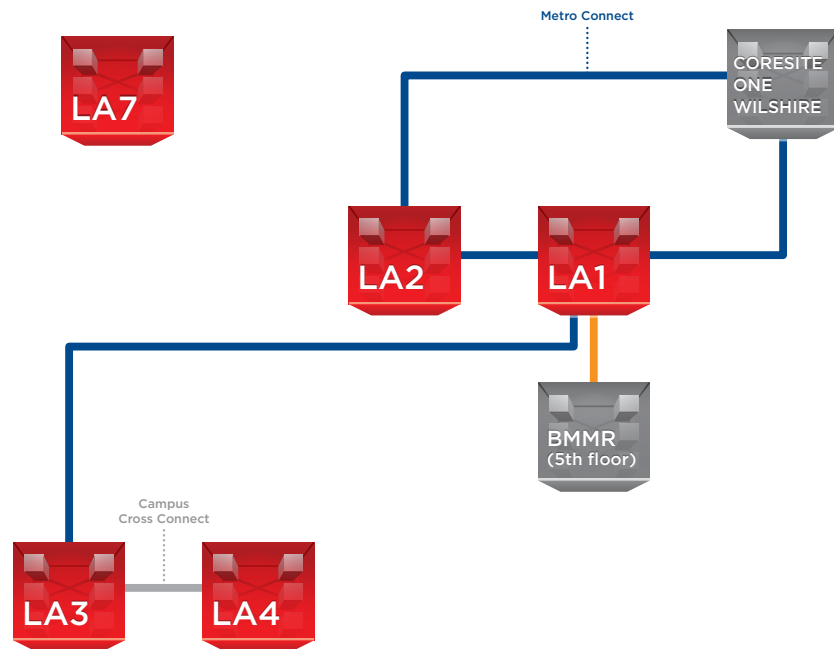 Metro Connect
LA7
CORESITE
ONE
WILSHIRE
LA2
LA1
BMMR
(5th floor)
Campus
Cross Connect
LA3
LA4